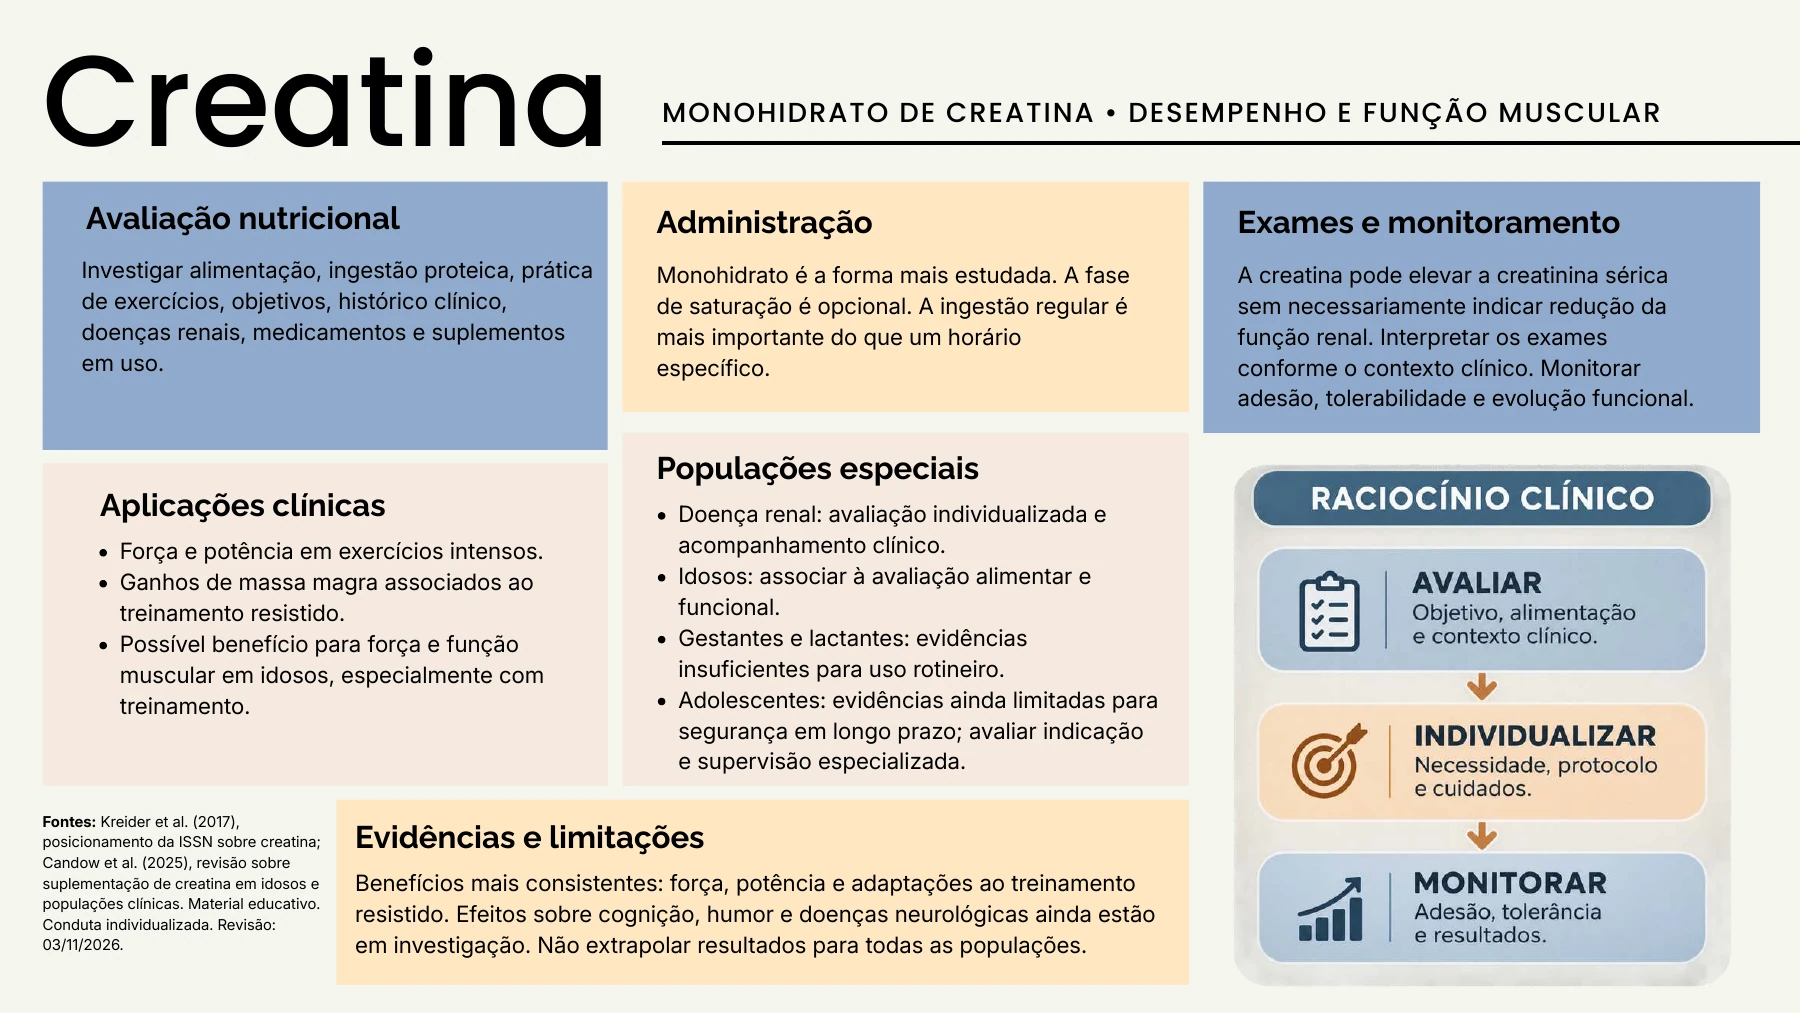 Creatina
MONOHIDRATO DE CREATINA • DESEMPENHO E FUNÇÃO MUSCULAR
Avaliação nutricional
Investigar alimentação, ingestão proteica, prática
de exercícios, objetivos, histórico clínico,
doenças renais, medicamentos e suplementos
em uso.
Aplicações clínicas
• Força e potência em exercícios intensos.
• Ganhos de massa magra associados ao
treinamento resistido.
• Possível benefício para força e função
muscular em idosos, especialmente com
treinamento.
Administração
Monohidrato é a forma mais estudada. A fase
de saturação é opcional. A ingestão regular é
mais importante do que um horário
específico.
Populações especiais
• Doença renal: avaliação individualizada e
acompanhamento clínico.
• Idosos: associar à avaliação alimentar e
funcional.
• Gestantes e lactantes: evidências
insuficientes para uso rotineiro.
• Adolescentes: evidências ainda limitadas para
segurança em longo prazo; avaliar indicação
e supervisão especializada.
Exames e monitoramento
A creatina pode elevar a creatinina sérica
sem necessariamente indicar redução da
função renal. Interpretar os exames
conforme o contexto clínico. Monitorar
adesão, tolerabilidade e evolução funcional.
RACIOCÍNIO CLÍNICO
AVALIAR
Objetivo, alimentação
e contexto clínico.
INDIVIDUALIZAR
Necessidade, protocolo
e cuidados.
MONITORAR
Adesão, tolerância
e resultados.
Fontes: Kreider et al. (2017),
posicionamento da ISSN sobre creatina;
Candow et al. (2025), revisão sobre
suplementação de creatina em idosos e
populações clínicas. Material educativo.
Conduta individualizada. Revisão:
03/11/2026.
Evidências e limitações
Benefícios mais consistentes: força, potência e adaptações ao treinamento
resistido. Efeitos sobre cognição, humor e doenças neurológicas ainda estão
em investigação. Não extrapolar resultados para todas as populações.